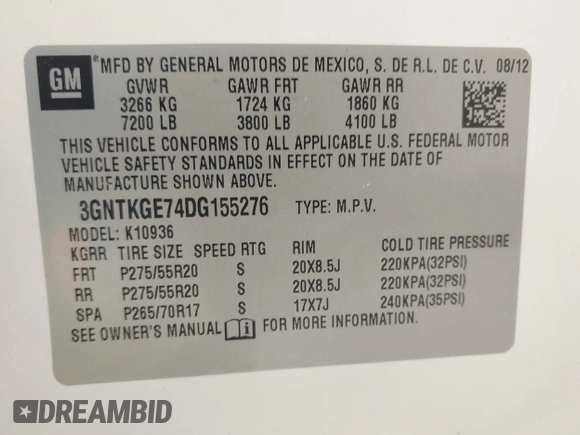 GM
MFD BY GENERAL MOTORS DE MEXICO, S. DE R.L. DE C.V. 08/12
GVWR GAWR FRT GAWR RR
3266 KG 1724 KG 1860 KG
7200 LB 3800 LB 4100 LB
THIS VEHICLE CONFORMS TO ALL APPLICABLE U.S. FEDERAL MOTOR
VEHICLE SAFETY STANDARDS IN EFFECT ON THE DATE OF
MANUFACTURE SHOWN ABOVE.
3GNTKGE74DG155276 TYPE: M.P.V.
MODEL: K10936
KGRR TIRE SIZE SPEED RTG RIM COLD TIRE PRESSURE
FRT P275/55R20 S 20X8.5J 220KPA(32PSI)
RR P275/55R20 S 20X8.5J 220KPA(32PSI)
SPA P265/70R17 S 17X7J 240KPA(35PSI)
SEE OWNER'S MANUAL FOR MORE INFORMATION.
DREAMBID